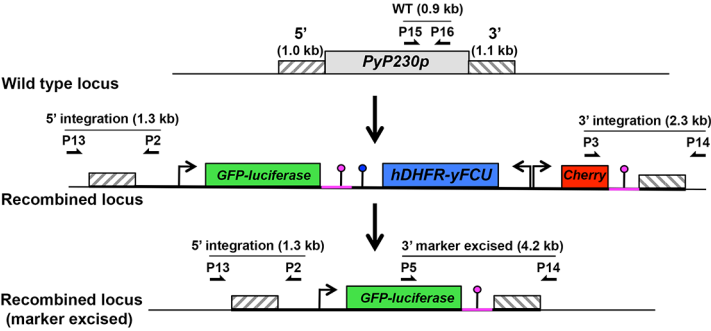 WT (0.9 kb)
P15 P16
5’ 3’
(1.0 kb) (1.1 kb)
PyP230p
Wild type locus
5’ integration (1.3 kb)
P13 P2
3’ integration (2.3 kb)
P3 P14
GFP-luciferase hDHFR-yFCU Cherry
Recombined locus
5’ integration (1.3 kb) 3’ marker excised (4.2 kb)
P13 P2 P5 P14
GFP-luciferase
Recombined locus
(marker excised)